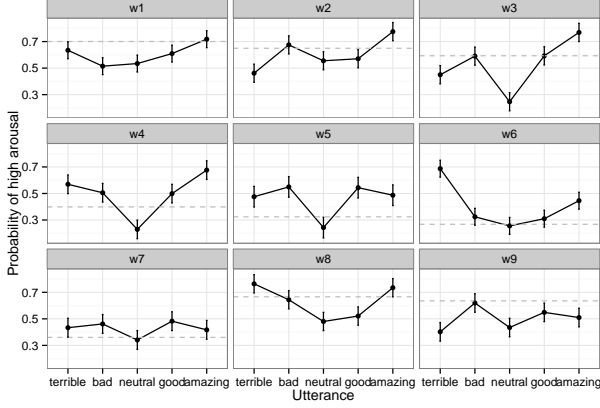 w1 w2 w3
0.7
0.5
0.3
w4 w5 w6
0.7
0.5
0.3
w7 w8 w9
0.7
0.5
0.3
Probability of high arousal
terrible bad neutral good amazing terrible bad neutral good amazing terrible bad neutral good amazing
Utterance